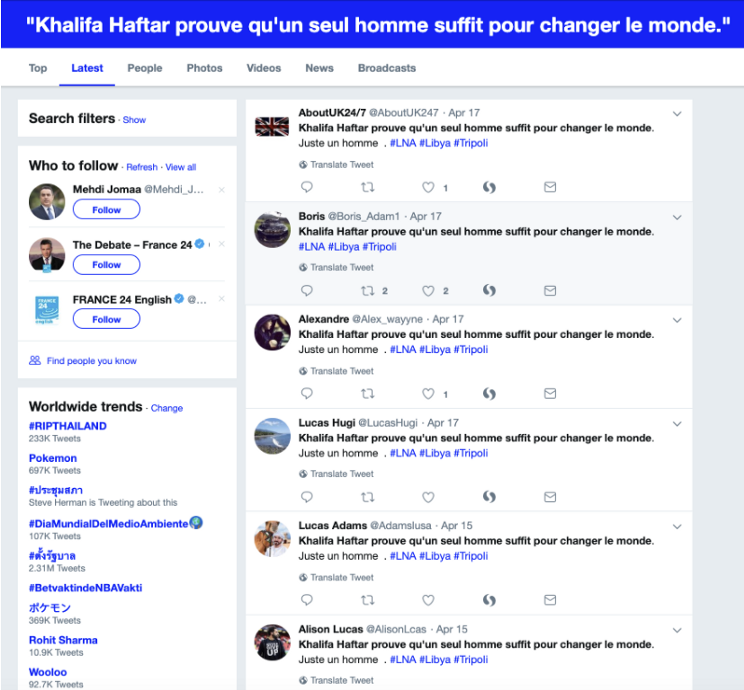 "Khalifa Haftar prouve qu'un seul homme suffit pour changer le monde."
Top Latest People Photos Videos News Broadcasts
Search filters · Show
Who to follow · Refresh · View all
Mehdi Jomaa @Mehdi_J...
Follow
The Debate – France 24
Follow
FRANCE 24 English @...
Follow
Find people you know
Worldwide trends · Change
#RIPTHAILAND
233K Tweets
Pokemon
697K Tweets
#ประชุมสภา
Steve Herman is Tweeting about this
#DiaMundialDelMedioAmbiente
107K Tweets
#ตั้งรัฐบาล
2.31M Tweets
#BetvaktindeNBAVakti
ポケモン
369K Tweets
Rohit Sharma
10.9K Tweets
Wooloo
92.7K Tweets
AboutUK24/7 @AboutUK247 · Apr 17
Khalifa Haftar prouve qu'un seul homme suffit pour changer le monde.
Juste un homme . #LNA #Libya #Tripoli
Translate Tweet
1
Boris @Boris_Adam1 · Apr 17
Khalifa Haftar prouve qu'un seul homme suffit pour changer le monde.
#LNA #Libya #Tripoli
Translate Tweet
2 2
Alexandre @Alex_wayyne · Apr 17
Khalifa Haftar prouve qu'un seul homme suffit pour changer le monde.
Juste un homme . #LNA #Libya #Tripoli
Translate Tweet
1
Lucas Hugi @LucasHugi · Apr 17
Khalifa Haftar prouve qu'un seul homme suffit pour changer le monde.
Juste un homme . #LNA #Libya #Tripoli
Translate Tweet
Lucas Adams @Adamslusa · Apr 15
Khalifa Haftar prouve qu'un seul homme suffit pour changer le monde.
Juste un homme . #LNA #Libya #Tripoli
Translate Tweet
Alison Lucas @AlisonLcas · Apr 15
Khalifa Haftar prouve qu'un seul homme suffit pour changer le monde.
Juste un homme . #LNA #Libya #Tripoli
Translate Tweet